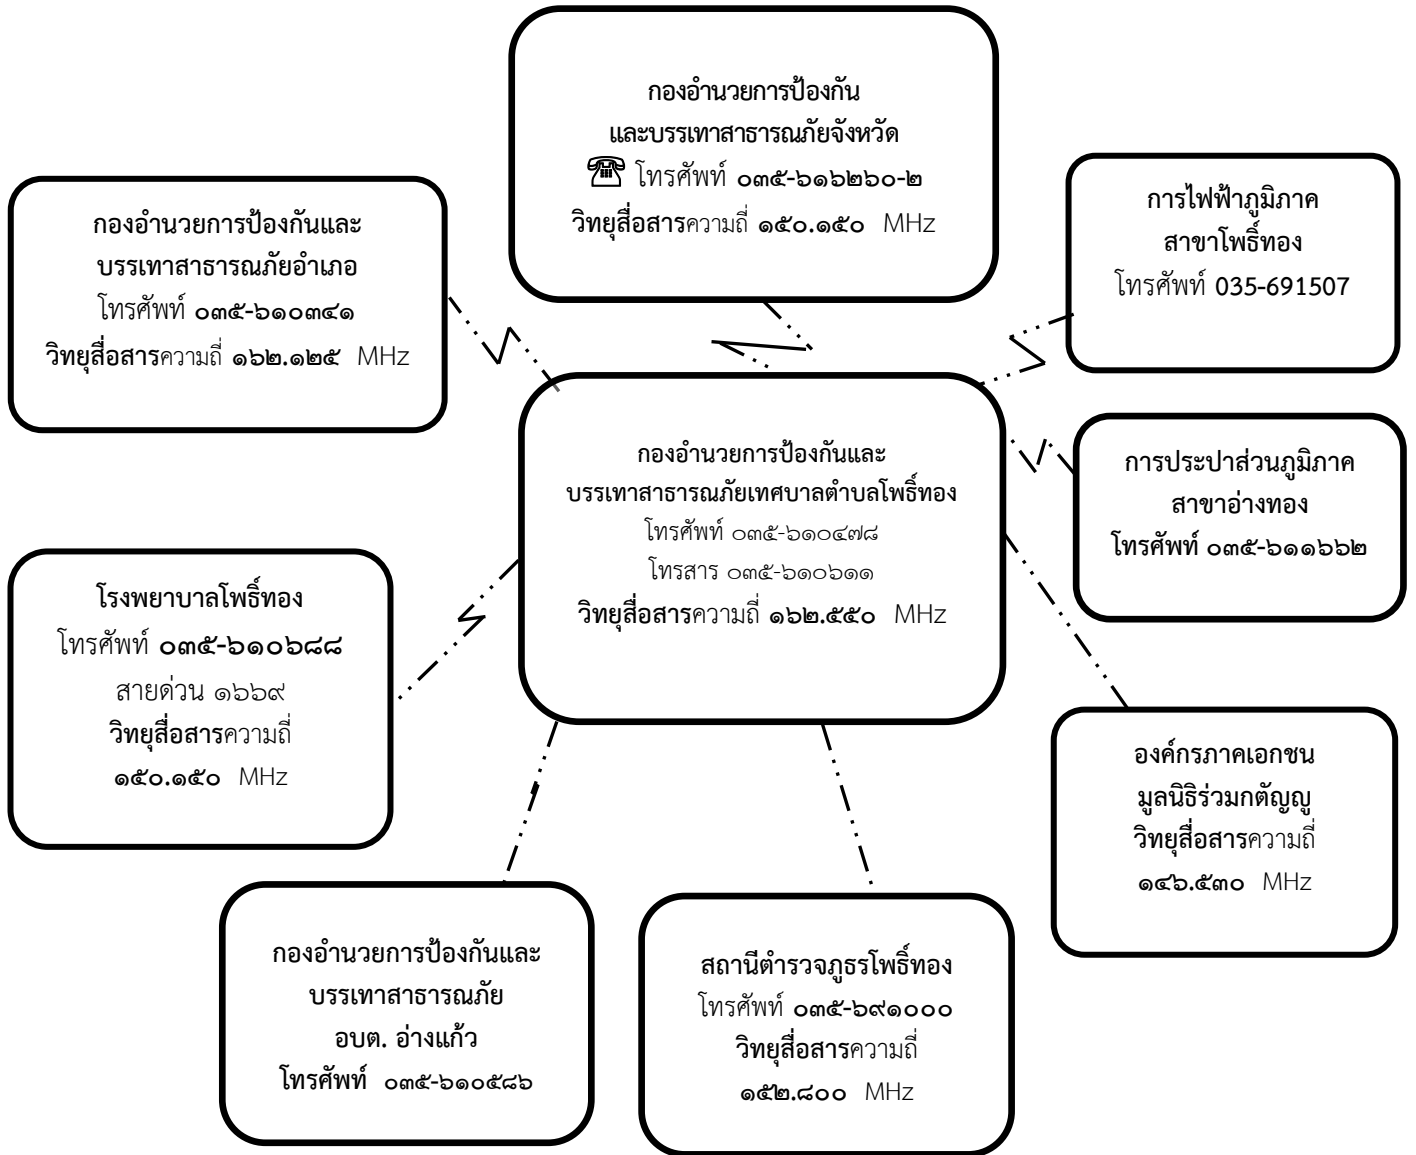 กองอำนวยการป้องกัน
และบรรเทาสาธารณภัยจังหวัด
โทรศัพท์ ๐๓๕-๖๑๖๒๖๐-๒
วิทยุสื่อสารความถี่ ๑๕๐.๑๕๐ MHz
กองอำนวยการป้องกันและ
บรรเทาสาธารณภัยอำเภอ
โทรศัพท์ ๐๓๕-๖๑๐๓๔๑
วิทยุสื่อสารความถี่ ๑๖๒.๑๒๕ MHz
การไฟฟ้าภูมิภาค
สาขาโพธิ์ทอง
โทรศัพท์ 035-691507
กองอำนวยการป้องกันและ
บรรเทาสาธารณภัยเทศบาลตำบลโพธิ์ทอง
โทรศัพท์ ๐๓๕-๖๑๐๔๗๘
โทรสาร ๐๓๕-๖๑๐๖๑๑
วิทยุสื่อสารความถี่ ๑๖๒.๕๕๐ MHz
การประปาส่วนภูมิภาค
สาขาอ่างทอง
โทรศัพท์ ๐๓๕-๖๑๑๖๖๒
โรงพยาบาลโพธิ์ทอง
โทรศัพท์ ๐๓๕-๖๑๐๖๘๘
สายด่วน ๑๖๖๙
วิทยุสื่อสารความถี่
๑๕๐.๑๕๐ MHz
องค์กรภาคเอกชน
มูลนิธิร่วมกตัญญู
วิทยุสื่อสารความถี่
๑๔๖.๕๓๐ MHz
กองอำนวยการป้องกันและ
บรรเทาสาธารณภัย
อบต. อ่างแก้ว
โทรศัพท์ ๐๓๕-๖๑๐๕๘๖
สถานีตำรวจภูธรโพธิ์ทอง
โทรศัพท์ ๐๓๕-๖๙๑๐๐๐
วิทยุสื่อสารความถี่
๑๕๒.๘๐๐ MHz